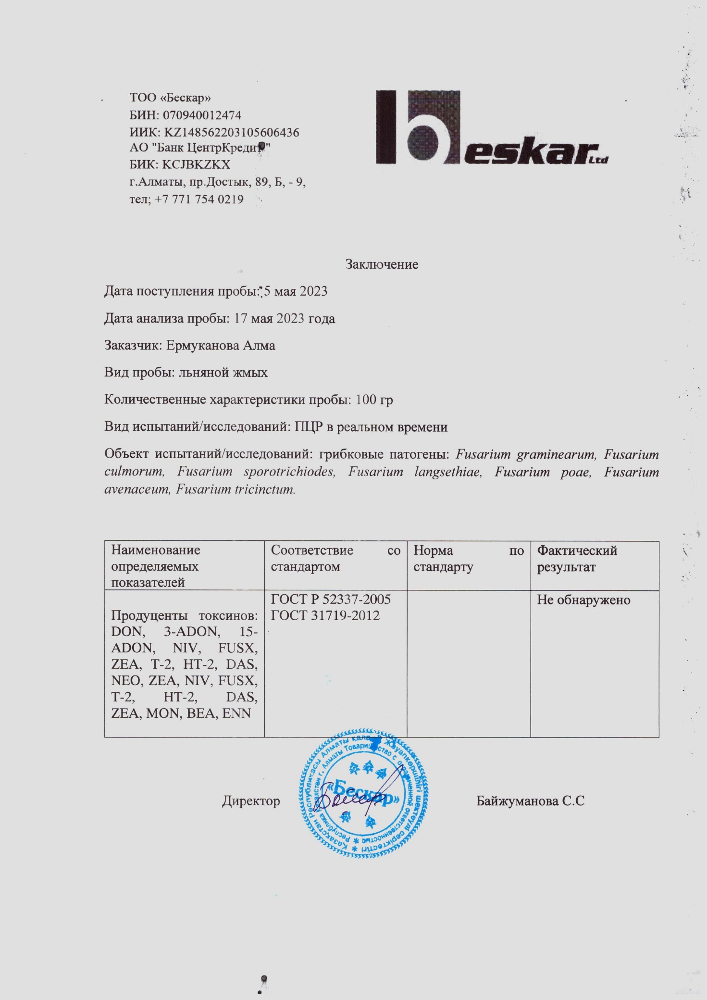 ТОО «Бескар»
БИН: 070940012474
ИИК: KZ148562203105606436
АО "Банк ЦентрКредит"
БИК: KCJBKZKX
г.Алматы, пр.Достык, 89, Б, - 9,
тел; +7 771 754 0219
beskar Ltd
Заключение
Дата поступления пробы: 5 мая 2023
Дата анализа пробы: 17 мая 2023 года
Заказчик: Ермуканова Алма
Вид пробы: льняной жмых
Количественные характеристики пробы: 100 гр
Вид испытаний/исследований: ПЦР в реальном времени
Объект испытаний/исследований: грибковые патогены: Fusarium graminearum, Fusarium
culmorum, Fusarium sporotrichiodes, Fusarium langsethiae, Fusarium poae, Fusarium
avenaceum, Fusarium tricinctum.
Наименование
определяемых
показателей
Соответствие со
стандартом
Норма по
стандарту
Фактический
результат
Продуценты токсинов:
DON, 3-ADON, 15-
ADON, NIV, FUSX,
ZEA, T-2, HT-2, DAS,
NEO, ZEA, NIV, FUSX,
T-2, HT-2, DAS,
ZEA, MON, BEA, ENN
ГОСТ Р 52337-2005
ГОСТ 31719-2012
Не обнаружено
Директор
Байжуманова С.С
Қазақстан Республикасы Алматы қаласы Жауапкершілігі шектеулі серіктестігі
Республика Казахстан г. Алматы Товарищество с ограниченной ответственностью
«Бескар»